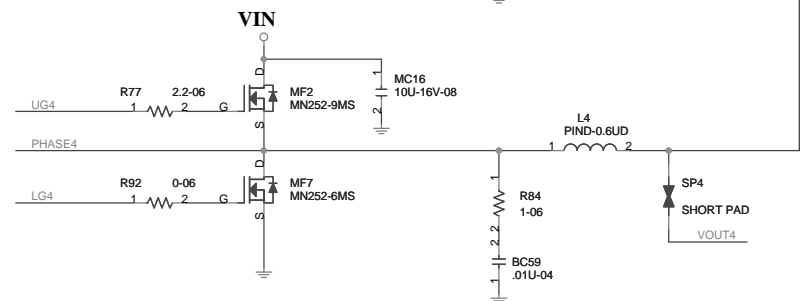 VIN
D
1
MC16
10U-16V-08
2
R77 2.2-06
MF2
MN252-9MS
UG4
1 2 G
S
L4
PIND-0.6UD
PHASE4
1 2
D
R92 0-06
MF7
MN252-6MS
LG4
1 2 G
S
1
R84
1-06
2
2
BC59
.01U-04
1
SP4
SHORT PAD
VOUT4